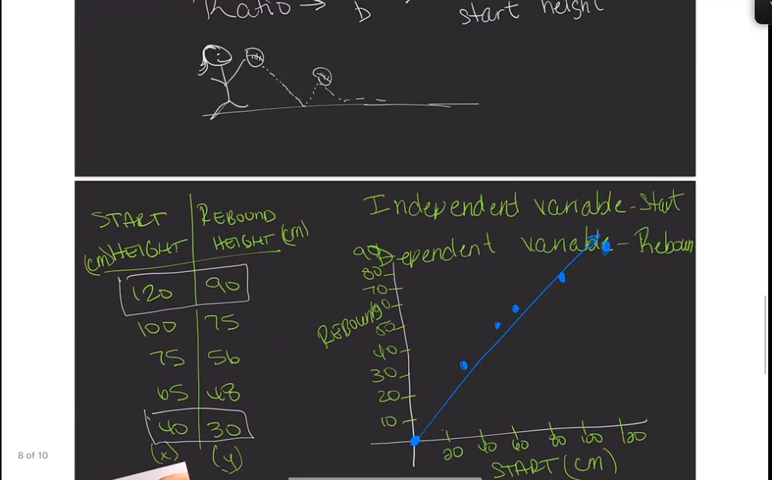 Ratio → b
start height
START HEIGHT (cm) | REBOUND HEIGHT (cm)
120 | 90
100 | 75
75 | 56
65 | 48
40 | 30
(x) (y)
Independent variable - Start
Dependent variable - Reboun
90
80
70
60
50
40
30
20
10
REBOUND
20 40 60 80 100 120
START (cm)
8 of 10